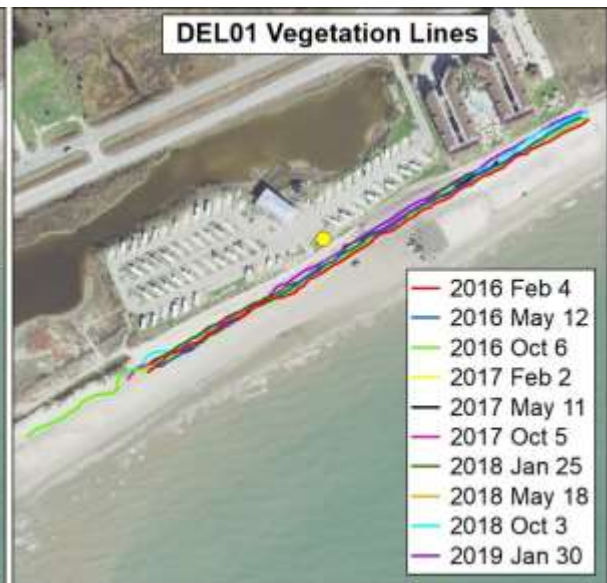 DEL01 Vegetation Lines
2016 Feb 4
2016 May 12
2016 Oct 6
2017 Feb 2
2017 May 11
2017 Oct 5
2018 Jan 25
2018 May 18
2018 Oct 3
2019 Jan 30